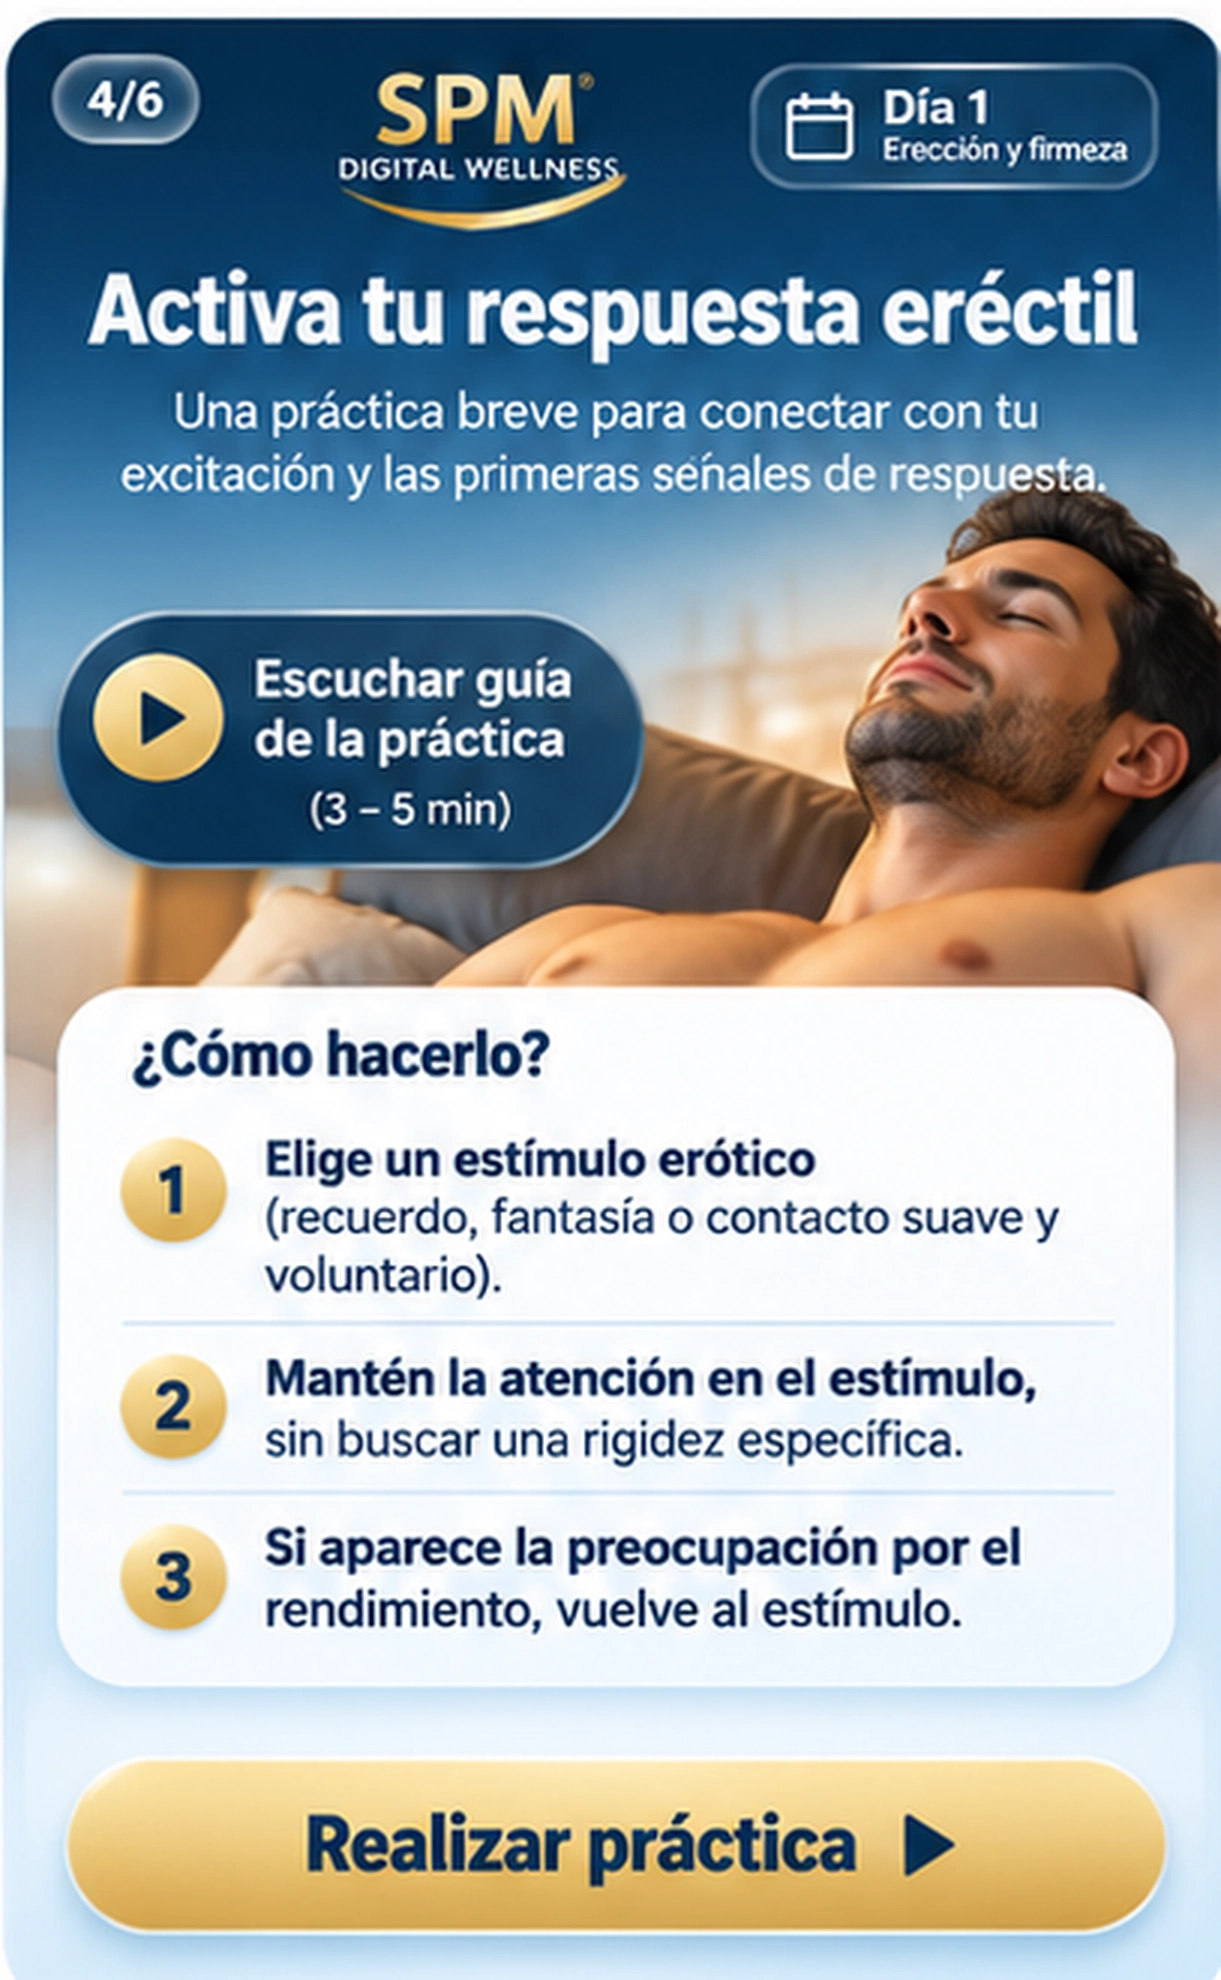 4/6
SPM®
DIGITAL WELLNESS
Día 1
Erección y firmeza
Activa tu respuesta eréctil
Una práctica breve para conectar con tu
excitación y las primeras señales de respuesta.
Escuchar guía
de la práctica
(3 – 5 min)
¿Cómo hacerlo?
1
Elige un estímulo erótico
(recuerdo, fantasía o contacto suave y
voluntario).
2
Mantén la atención en el estímulo,
sin buscar una rigidez específica.
3
Si aparece la preocupación por el
rendimiento, vuelve al estímulo.
Realizar práctica